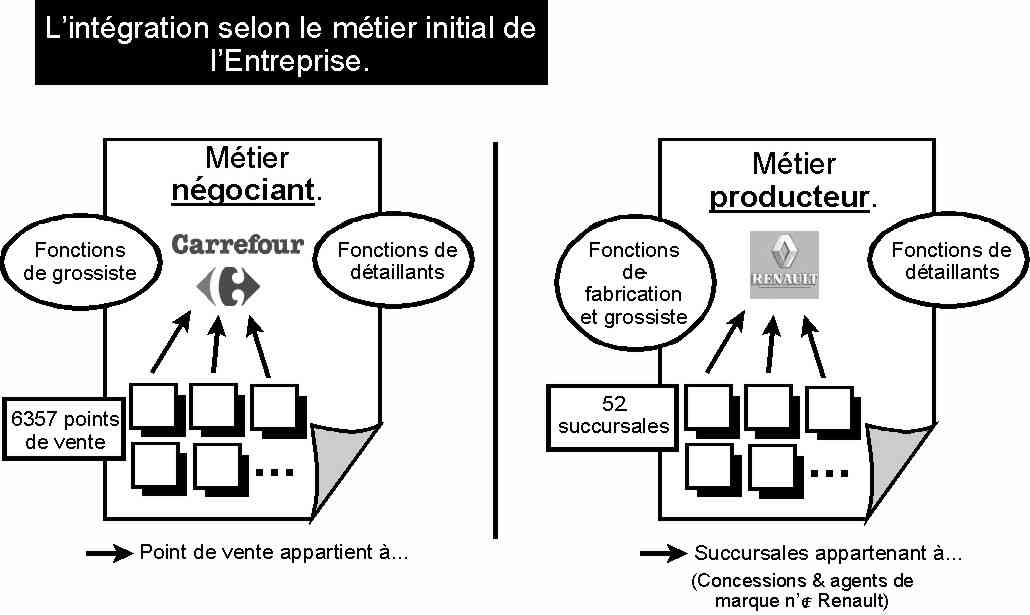 L'intégration selon le métier initial de
l'Entreprise.
Métier
négociant.
Fonctions
de grossiste
Carrefour
Fonctions de
détaillants
6357 points
de vente
...
Point de vente appartient à...
Métier
producteur.
Fonctions
de
fabrication
et grossiste
RENAULT
Fonctions de
détaillants
52
succursales
...
Succursales appartenant à...
(Concessions & agents de
marque n'∉ Renault)